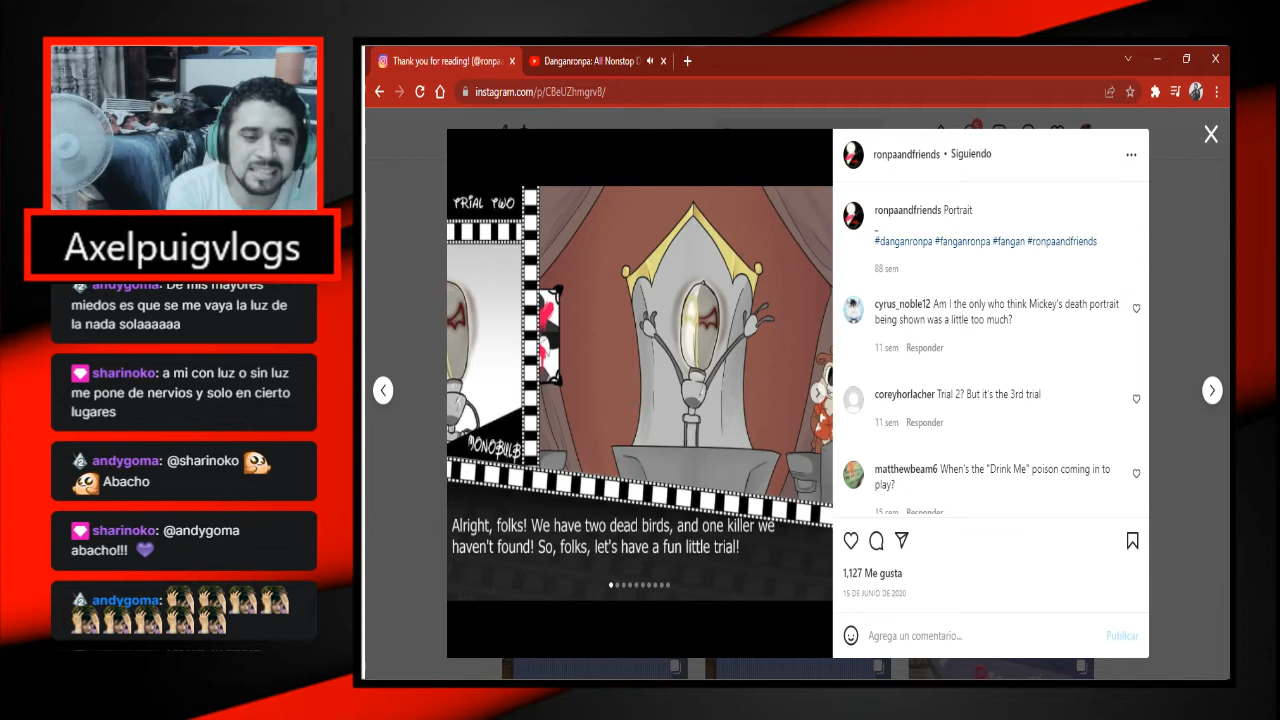 Axelpuigvlogs
andygoma: De mis mayores
miedos es que se me vaya la luz de
la nada solaaaaaa
sharinoko: a mi con luz o sin luz
me pone de nervios y solo en cierto
lugares
andygoma: @sharinoko
Abacho
sharinoko: @andygoma
abacho!!!
andygoma:
Thank you for reading! (@ronpaa
Danganronpa: All Nonstop D
instagram.com/p/CBeUZhmgrvB/
TRIAL TWO
MONOBULB
Alright, folks! We have two dead birds, and one killer we
haven't found! So, folks, let's have a fun little trial!
ronpaandfriends • Siguiendo
ronpaandfriends Portrait
_
#danganronpa #fanganronpa #fangan #ronpaandfriends
88 sem
cyrus_noble12 Am I the only who think Mickey's death portrait
being shown was a little too much?
11 sem Responder
coreyhorlacher Trial 2? But it's the 3rd trial
11 sem Responder
matthewbeam6 When's the "Drink Me" poison coming in to
play?
15 sem Responder
1,127 Me gusta
15 DE JUNIO DE 2020
Agrega un comentario...
Publicar